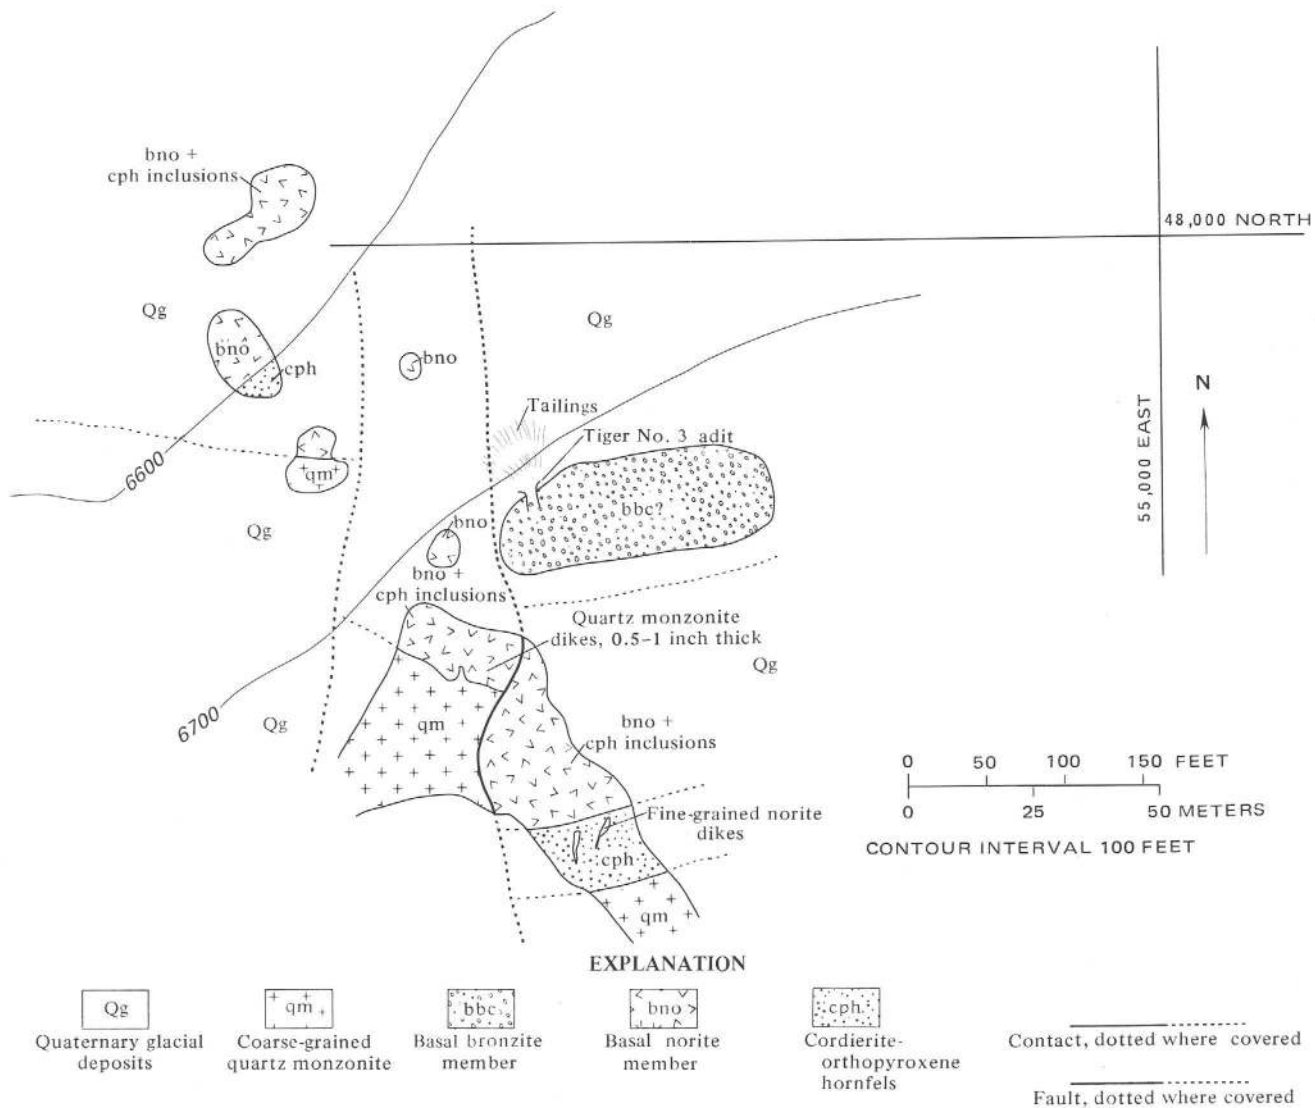 bno +
cph inclusions
48,000 NORTH
Qg
Qg
bno
cph
bno
N
55,000 EAST
Tailings
Tiger No. 3 adit
6600
qm
bbc?
Qg
bno
bno +
cph inclusions
Quartz monzonite
dikes, 0.5–1 inch thick
Qg
6700
Qg
qm
bno +
cph inclusions
0 50 100 150 FEET
0 25 50 METERS
CONTOUR INTERVAL 100 FEET
Fine-grained norite
dikes
cph
qm
EXPLANATION
Qg
Quaternary glacial
deposits
qm
Coarse-grained
quartz monzonite
bbc
Basal bronzite
member
bno
Basal norite
member
cph
Cordierite-
orthopyroxene
hornfels
Contact, dotted where covered
Fault, dotted where covered